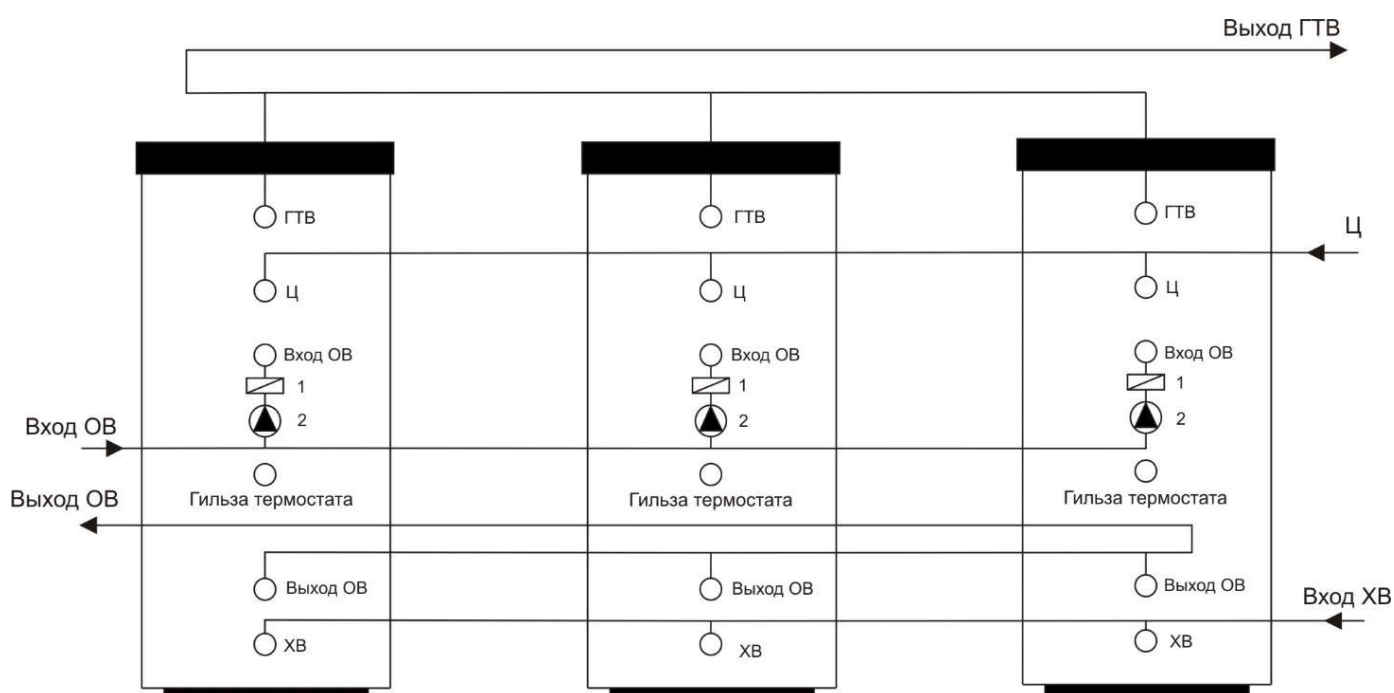 Выход ГТВ
ГТВ
ГТВ
ГТВ
Ц
Ц
Ц
Ц
Вход ОВ
Вход ОВ
Вход ОВ
1
1
1
2
2
2
Вход ОВ
Гильза термостата
Гильза термостата
Гильза термостата
Выход ОВ
Выход ОВ
Выход ОВ
Выход ОВ
Вход ХВ
ХВ
ХВ
ХВ